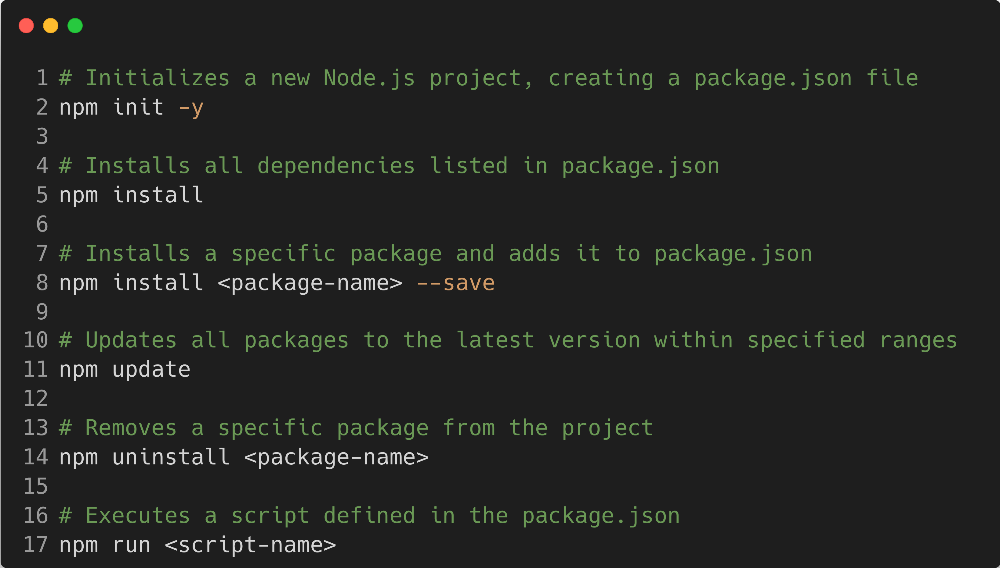 1 # Initializes a new Node.js project, creating a package.json file
2 npm init -y
3
4 # Installs all dependencies listed in package.json
5 npm install
6
7 # Installs a specific package and adds it to package.json
8 npm install <package-name> --save
9
10 # Updates all packages to the latest version within specified ranges
11 npm update
12
13 # Removes a specific package from the project
14 npm uninstall <package-name>
15
16 # Executes a script defined in the package.json
17 npm run <script-name>